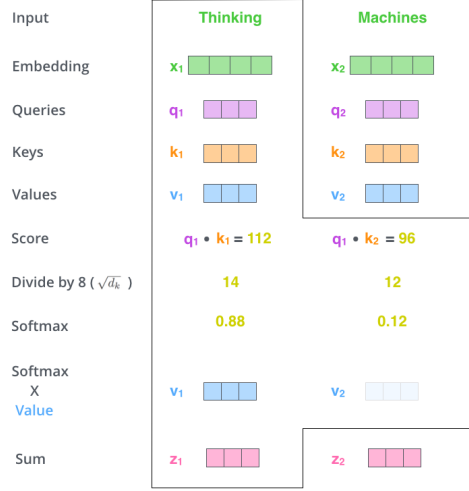 Input Thinking Machines
Embedding x₁ x₂
Queries q₁ q₂
Keys k₁ k₂
Values v₁ v₂
Score q₁ • k₁ = 112 q₁ • k₂ = 96
Divide by 8 ( √dₖ ) 14 12
Softmax 0.88 0.12
Softmax
X
Value v₁ v₂
Sum z₁ z₂